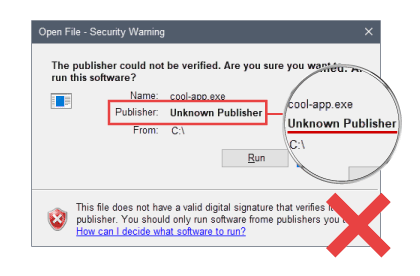 Open File - Security Warning
The publisher could not be verified. Are you sure you want to
run this software?
Name: cool-app.exe
Publisher: Unknown Publisher
From: C:\
Run
cool-app.exe
Unknown Publisher
C:\
This file does not have a valid digital signature that verifies
publisher. You should only run software frome publishers you
How can I decide what software to run?